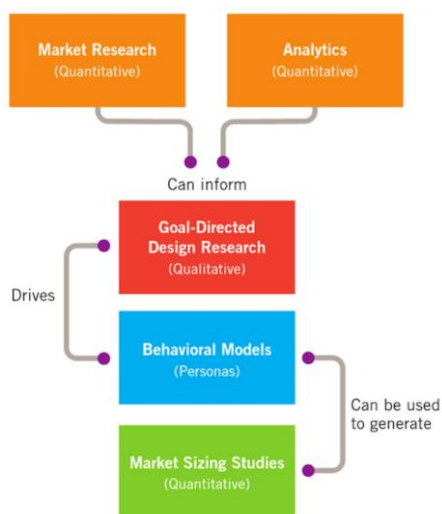 Market Research
(Quantitative)
Analytics
(Quantitative)
Can inform
Goal-Directed
Design Research
(Qualitative)
Drives
Behavioral Models
(Personas)
Can be used
to generate
Market Sizing Studies
(Quantitative)